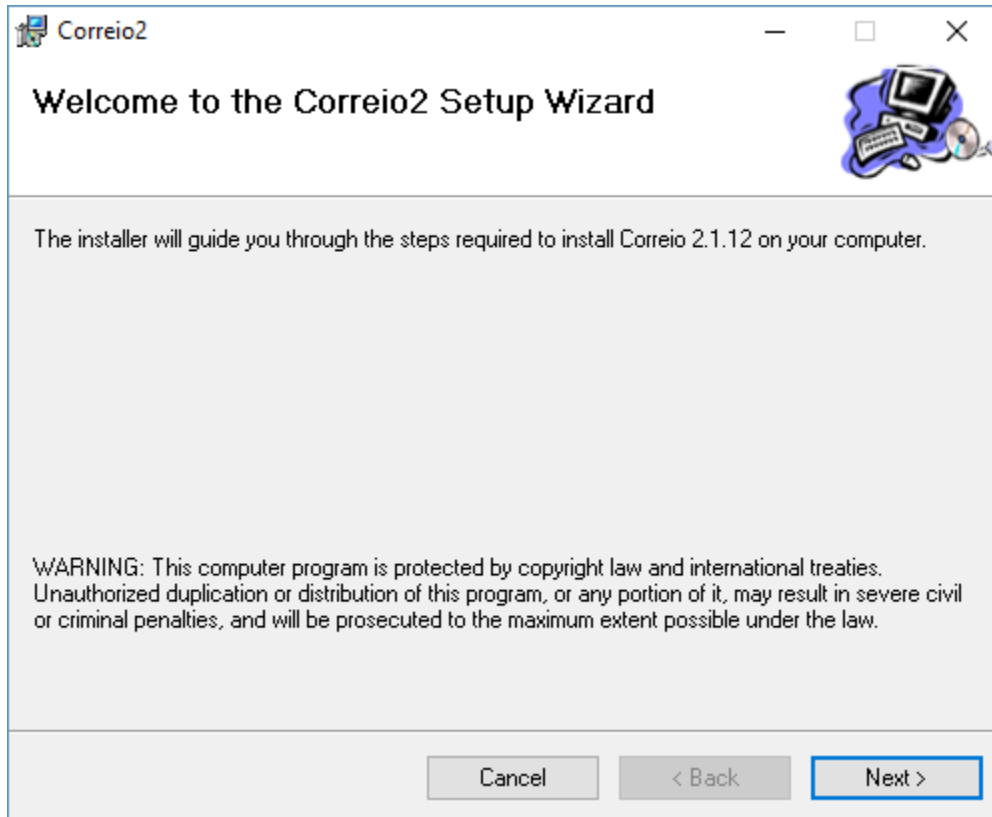 Correio2
Welcome to the Correio2 Setup Wizard
The installer will guide you through the steps required to install Correio 2.1.12 on your computer.
WARNING: This computer program is protected by copyright law and international treaties.
Unauthorized duplication or distribution of this program, or any portion of it, may result in severe civil
or criminal penalties, and will be prosecuted to the maximum extent possible under the law.
Cancel < Back Next >